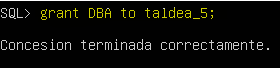 SQL> grant DBA to taldea_5;
Concesion terminada correctamente.